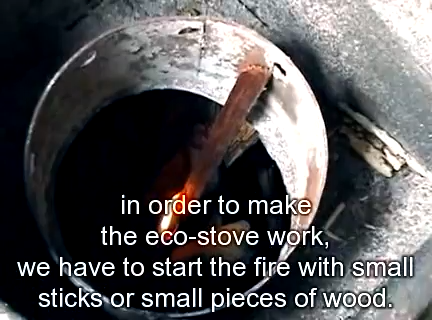 in order to make
the eco-stove work,
we have to start the fire with small
sticks or small pieces of wood.